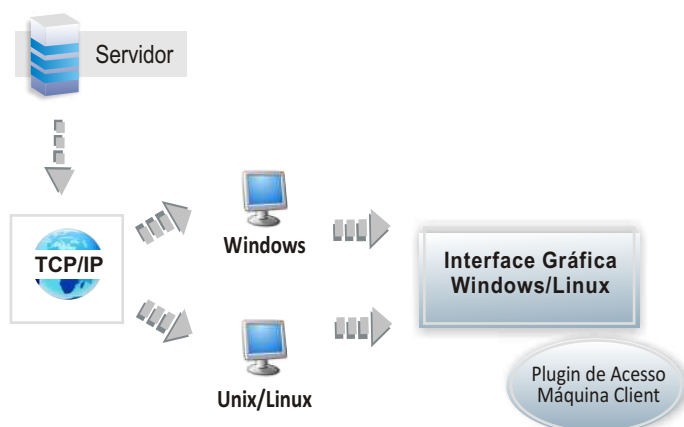 Servidor
TCP/IP
Windows
Unix/Linux
Interface Gráfica
Windows/Linux
Plugin de Acesso
Máquina Client